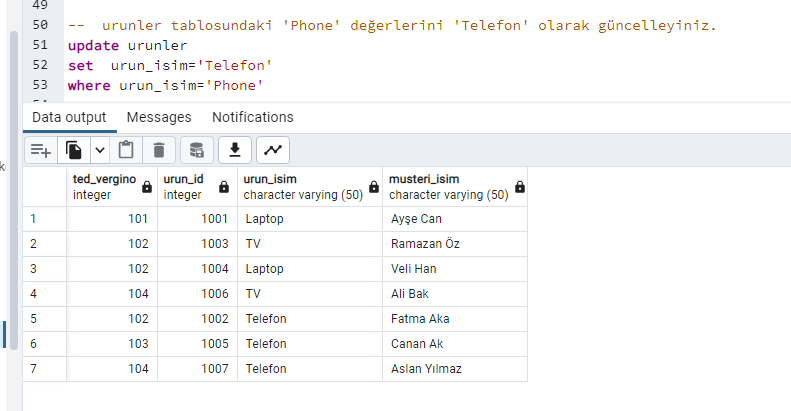 49
50 -- urunler tablosundaki 'Phone' değerlerini 'Telefon' olarak güncelleyiniz.
51 update urunler
52 set urun_isim='Telefon'
53 where urun_isim='Phone'
Data output Messages Notifications
ted_vergino integer urun_id integer urun_isim character varying (50) musteri_isim character varying (50)
1 101 1001 Laptop Ayşe Can
2 102 1003 TV Ramazan Öz
3 102 1004 Laptop Veli Han
4 104 1006 TV Ali Bak
5 102 1002 Telefon Fatma Aka
6 103 1005 Telefon Canan Ak
7 104 1007 Telefon Aslan Yılmaz